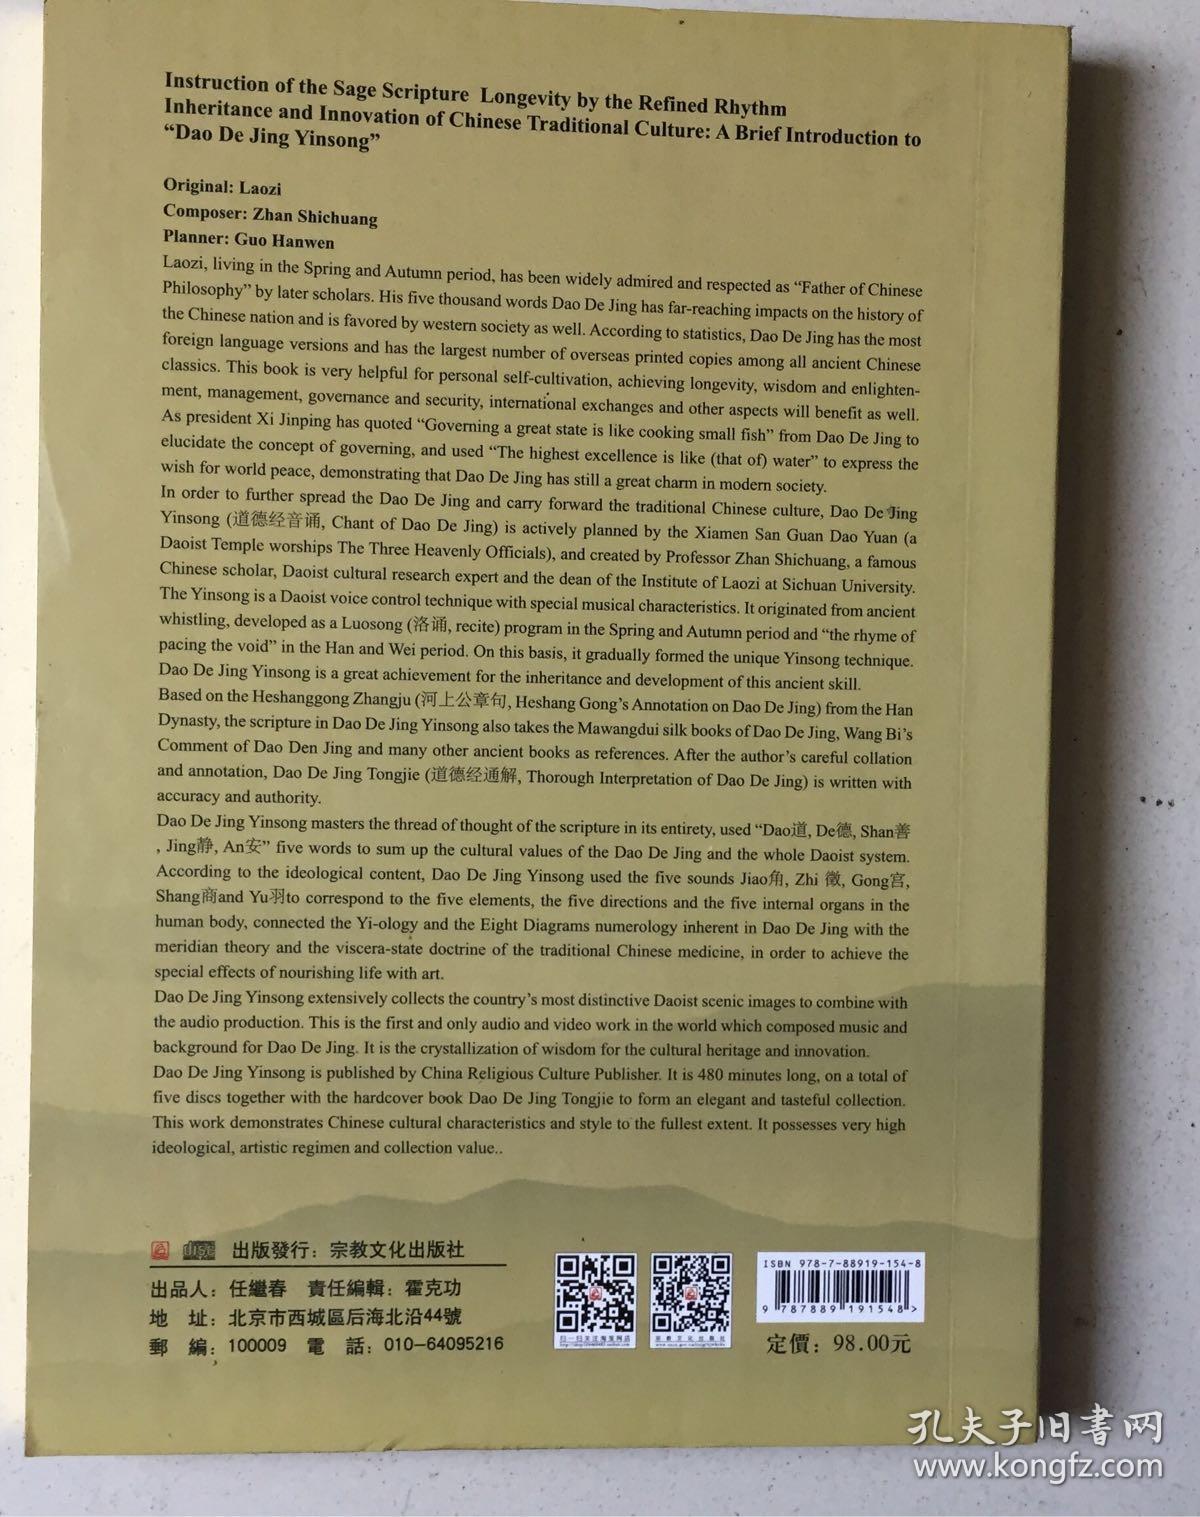 Instruction of the Sage Scripture Longevity by the Refined Rhythm
Inheritance and Innovation of Chinese Traditional Culture: A Brief Introduction to
“Dao De Jing Yinsong”
Original: Laozi
Composer: Zhan Shichuang
Planner: Guo Hanwen
Laozi, living in the Spring and Autumn period, has been widely admired and respected as “Father of Chinese
Philosophy” by later scholars. His five thousand words Dao De Jing has far-reaching impacts on the history of
the Chinese nation and is favored by western society as well. According to statistics, Dao De Jing has the most
foreign language versions and has the largest number of overseas printed copies among all ancient Chinese
classics. This book is very helpful for personal self-cultivation, achieving longevity, wisdom and enlighten-
ment, management, governance and security, international exchanges and other aspects will benefit as well.
As president Xi Jinping has quoted “Governing a great state is like cooking small fish” from Dao De Jing to
elucidate the concept of governing, and used “The highest excellence is like (that of) water” to express the
wish for world peace, demonstrating that Dao De Jing has still a great charm in modern society.
In order to further spread the Dao De Jing and carry forward the traditional Chinese culture, Dao De Jing
Yinsong (道德经音诵, Chant of Dao De Jing) is actively planned by the Xiamen San Guan Dao Yuan (a
Daoist Temple worships The Three Heavenly Officials), and created by Professor Zhan Shichuang, a famous
Chinese scholar, Daoist cultural research expert and the dean of the Institute of Laozi at Sichuan University.
The Yinsong is a Daoist voice control technique with special musical characteristics. It originated from ancient
whistling, developed as a Luosong (洛诵, recite) program in the Spring and Autumn period and “the rhyme of
pacing the void” in the Han and Wei period. On this basis, it gradually formed the unique Yinsong technique.
Dao De Jing Yinsong is a great achievement for the inheritance and development of this ancient skill.
Based on the Heshanggong Zhangju (河上公章句, Heshang Gong’s Annotation on Dao De Jing) from the Han
Dynasty, the scripture in Dao De Jing Yinsong also takes the Mawangdui silk books of Dao De Jing, Wang Bi’s
Comment of Dao Den Jing and many other ancient books as references. After the author’s careful collation
and annotation, Dao De Jing Tongjie (道德经通解, Thorough Interpretation of Dao De Jing) is written with
accuracy and authority.
Dao De Jing Yinsong masters the thread of thought of the scripture in its entirety, used “Dao道, De德, Shan善
, Jing静, An安” five words to sum up the cultural values of the Dao De Jing and the whole Daoist system.
According to the ideological content, Dao De Jing Yinsong used the five sounds Jiao角, Zhi 徵, Gong宫,
Shang商and Yu羽to correspond to the five elements, the five directions and the five internal organs in the
human body, connected the Yi-ology and the Eight Diagrams numerology inherent in Dao De Jing with the
meridian theory and the viscera-state doctrine of the traditional Chinese medicine, in order to achieve the
special effects of nourishing life with art.
Dao De Jing Yinsong extensively collects the country’s most distinctive Daoist scenic images to combine with
the audio production. This is the first and only audio and video work in the world which composed music and
background for Dao De Jing. It is the crystallization of wisdom for the cultural heritage and innovation.
Dao De Jing Yinsong is published by China Religious Culture Publisher. It is 480 minutes long, on a total of
five discs together with the hardcover book Dao De Jing Tongjie to form an elegant and tasteful collection.
This work demonstrates Chinese cultural characteristics and style to the fullest extent. It possesses very high
ideological, artistic regimen and collection value..
出版發行：宗教文化出版社
出品人：任繼春 責任編輯：霍克功
地 址：北京市西城區后海北沿44號
郵 編：100009 電 話：010-64095216
扫一扫关注淘宝网店
宗教文化出版社
ISBN 978-7-88919-154-8
9 787889 191548 >
定價：98.00元
孔夫子旧書网
www.kongfz.com